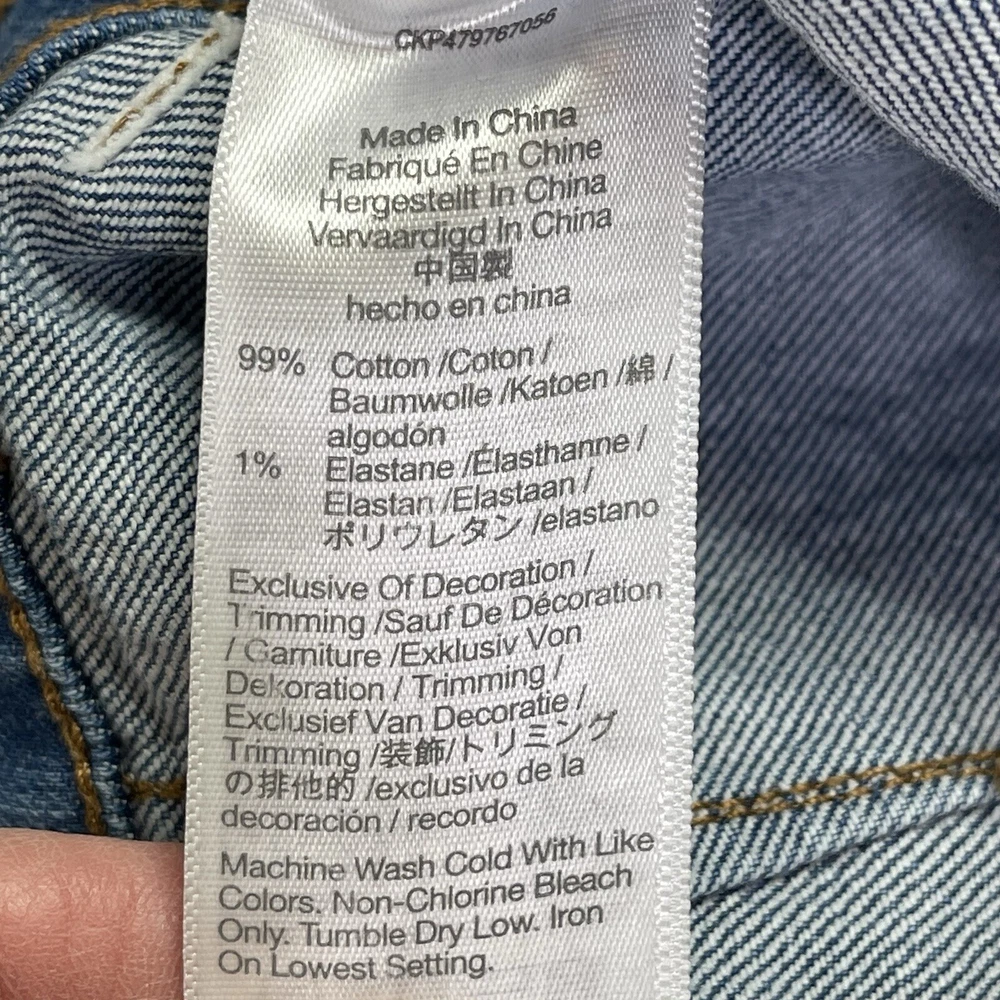 CKP479767056
Made In China
Fabriqué En Chine
Hergestellt In China
Vervaardigd In China
中国製
hecho en china
99% Cotton /Coton /
Baumwolle /Katoen /綿 /
algodón
1% Elastane /Élasthanne /
Elastan /Elastaan /
ポリウレタン /elastano
Exclusive Of Decoration /
Trimming /Sauf De Décoration
/ Garniture /Exklusiv Von
Dekoration / Trimming /
Exclusief Van Decoratie /
Trimming /装飾/トリミング
の排他的 /exclusivo de la
decoración / recordo
Machine Wash Cold With Like
Colors. Non-Chlorine Bleach
Only. Tumble Dry Low. Iron
On Lowest Setting.